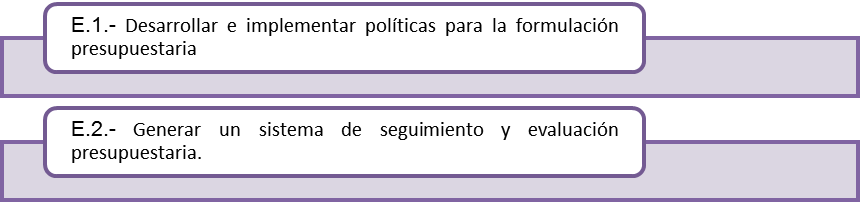 E.1.- Desarrollar e implementar políticas para la formulación
presupuestaria
E.2.- Generar un sistema de seguimiento y evaluación
presupuestaria.